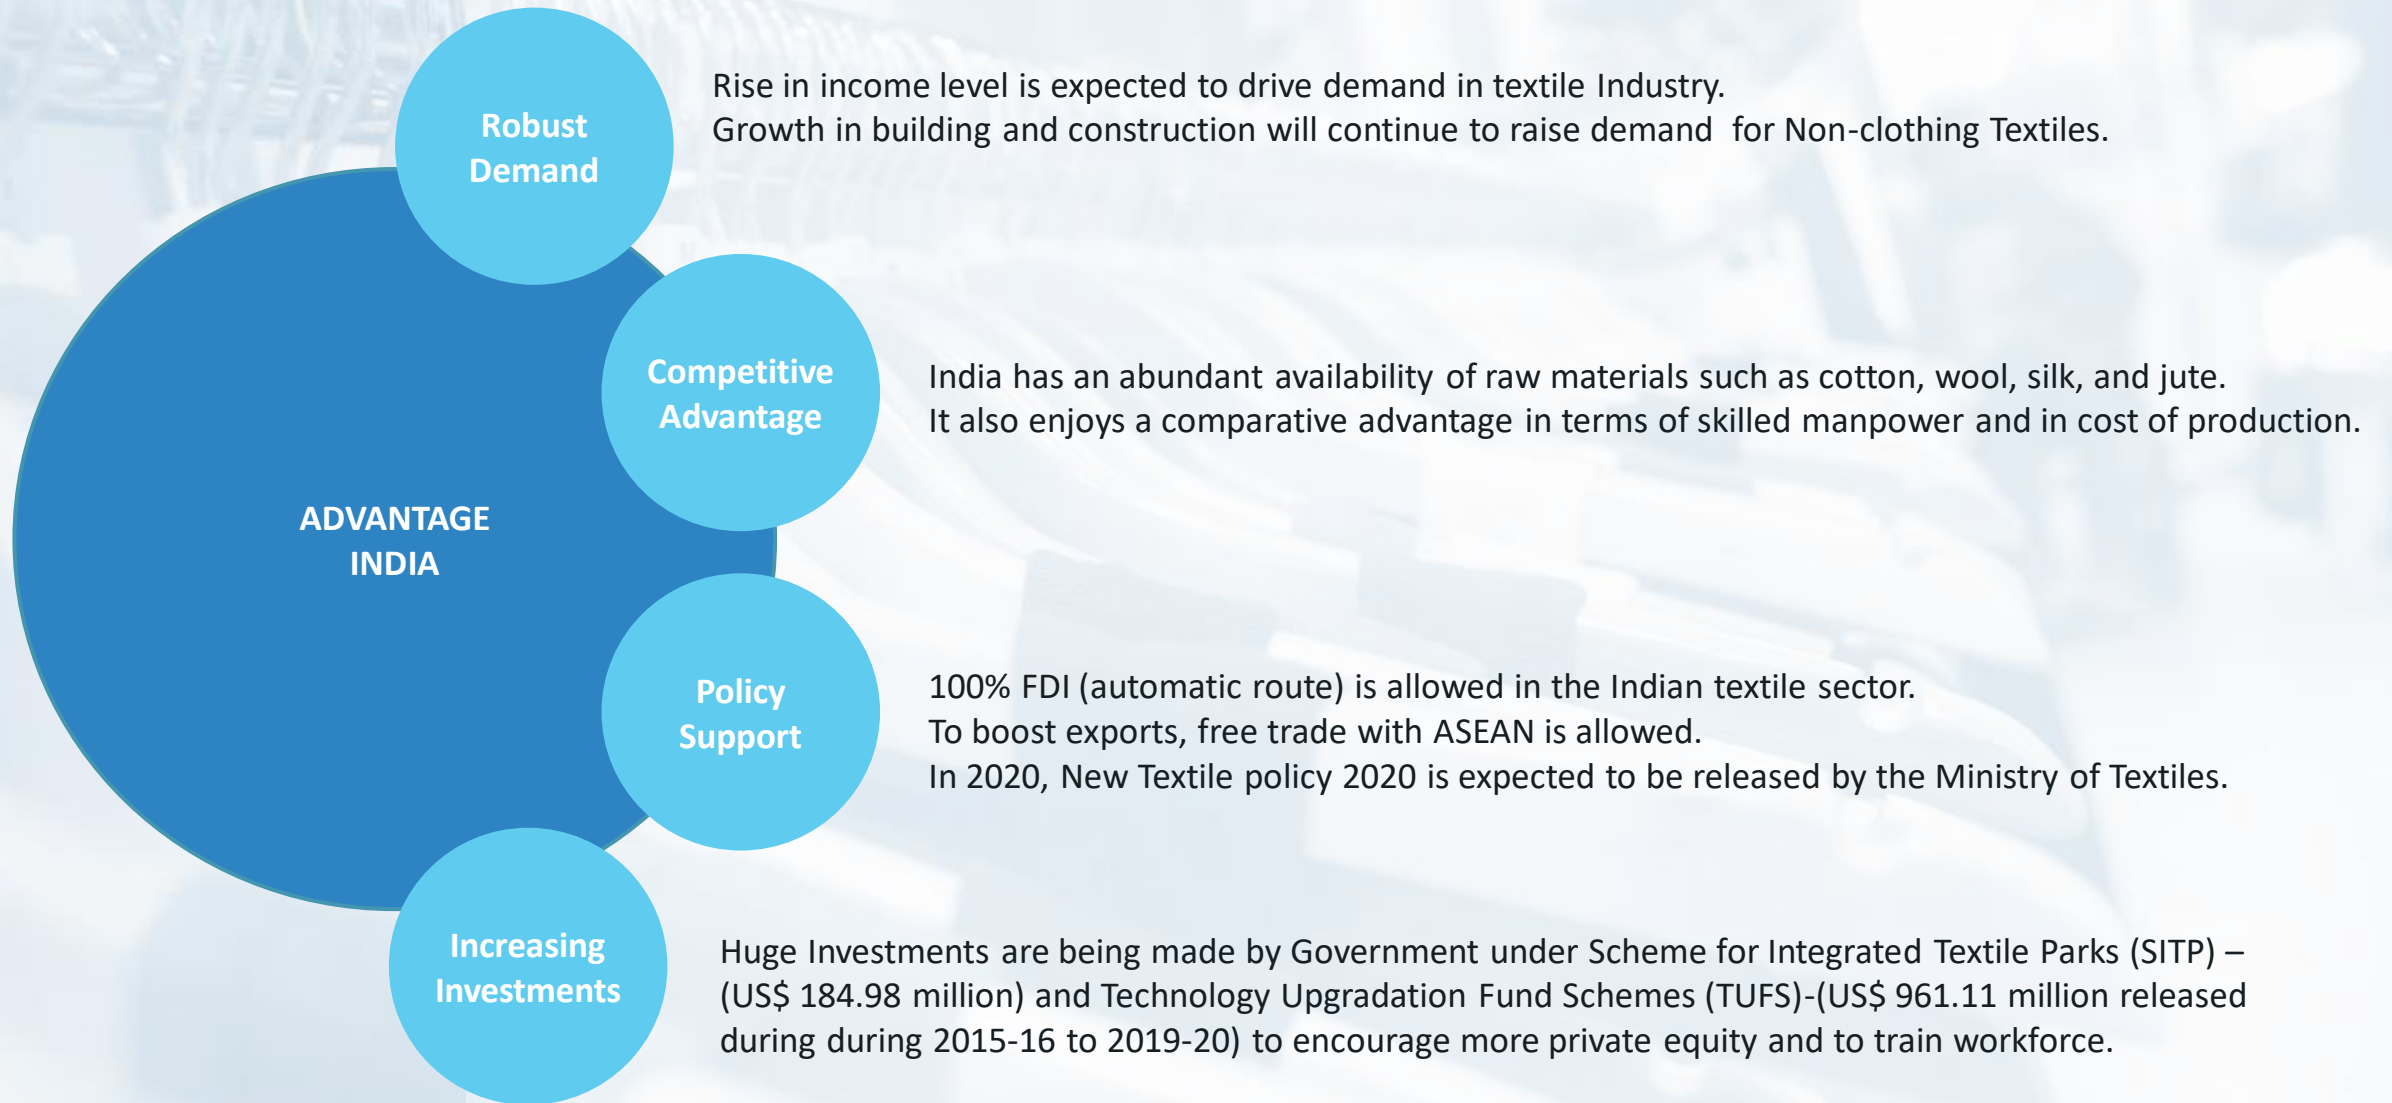 Robust
Demand
Rise in income level is expected to drive demand in textile Industry.
Growth in building and construction will continue to raise demand  for Non-clothing Textiles.
Competitive
Advantage
India has an abundant availability of raw materials such as cotton, wool, silk, and jute.
It also enjoys a comparative advantage in terms of skilled manpower and in cost of production.
ADVANTAGE
INDIA
Policy
Support
100% FDI (automatic route) is allowed in the Indian textile sector.
To boost exports, free trade with ASEAN is allowed.
In 2020, New Textile policy 2020 is expected to be released by the Ministry of Textiles.
Increasing
Investments
Huge Investments are being made by Government under Scheme for Integrated Textile Parks (SITP) –
(US$ 184.98 million) and Technology Upgradation Fund Schemes (TUFS)-(US$ 961.11 million released
during during 2015-16 to 2019-20) to encourage more private equity and to train workforce.